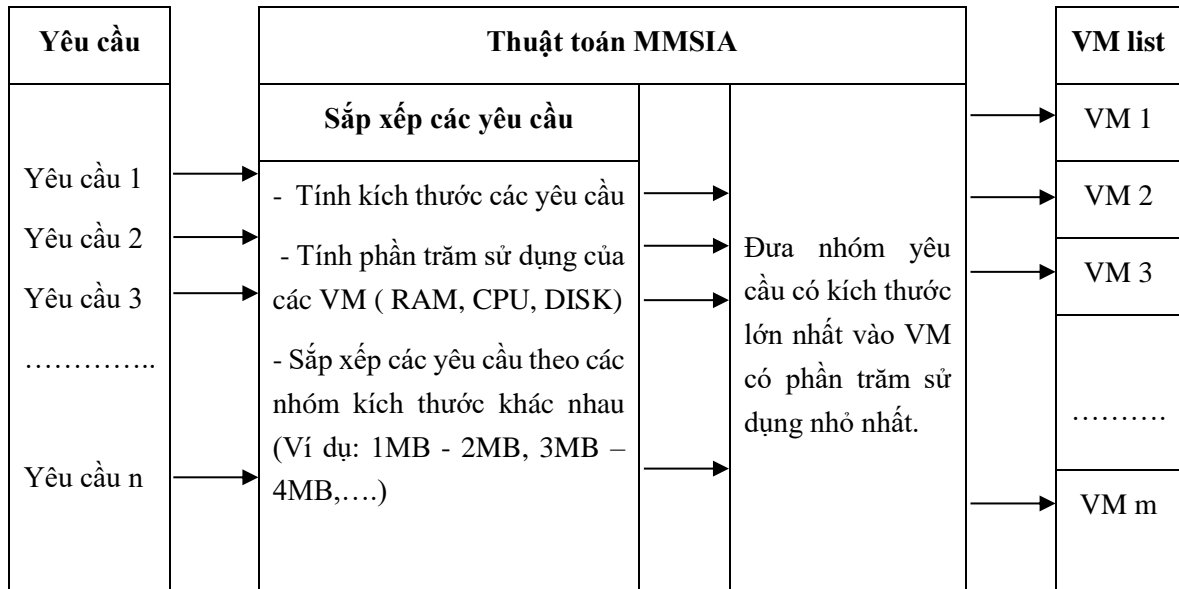 Yêu cầu
Yêu cầu 1
Yêu cầu 2
Yêu cầu 3
…………..
Yêu cầu n
Thuật toán MMSIA
Sắp xếp các yêu cầu
- Tính kích thước các yêu cầu
- Tính phần trăm sử dụng của
các VM ( RAM, CPU, DISK)
- Sắp xếp các yêu cầu theo các
nhóm kích thước khác nhau
(Ví dụ: 1MB - 2MB, 3MB –
4MB,….)
Đưa nhóm yêu
cầu có kích thước
lớn nhất vào VM
có phần trăm sử
dụng nhỏ nhất.
VM list
VM 1
VM 2
VM 3
……….
VM m